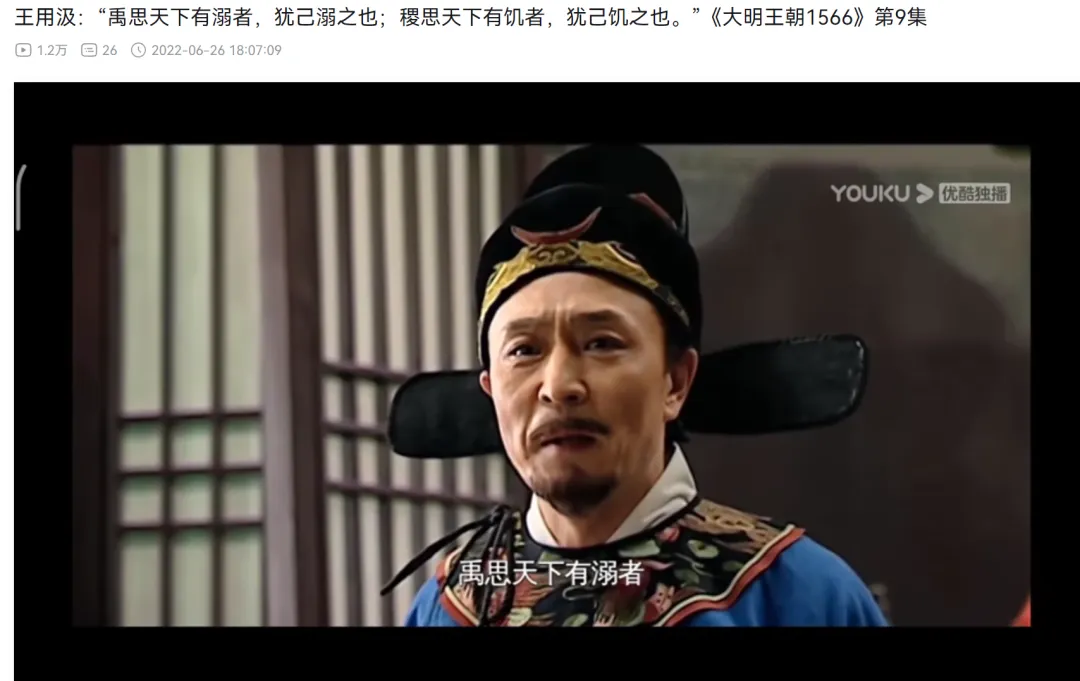 王用汲：“禹思天下有溺者，犹己溺之也；稷思天下有饥者，犹己饥之也。”《大明王朝1566》第9集
1.2万 26 2022-06-26 18:07:09
YOUKU 优酷独播
禹思天下有溺者